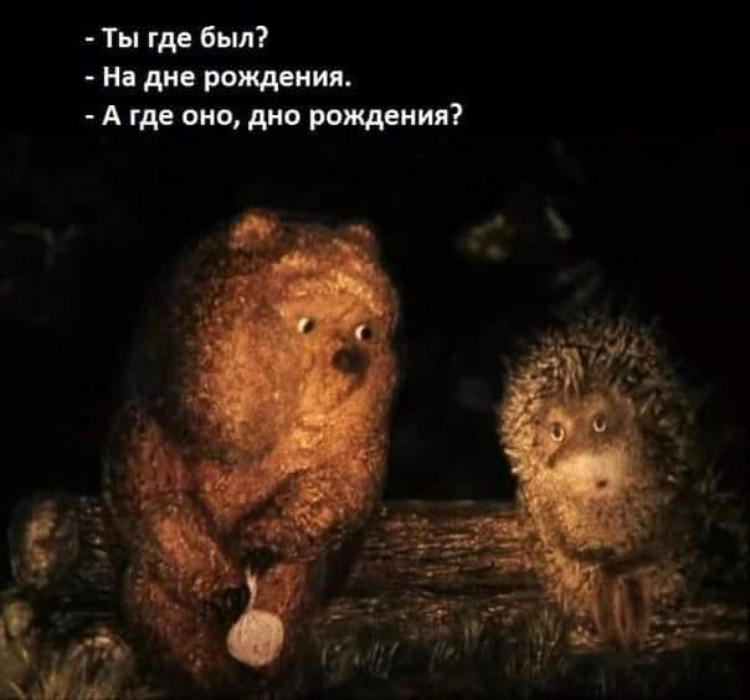 - Ты где был?
- На дне рождения.
- А где оно, дно рождения?